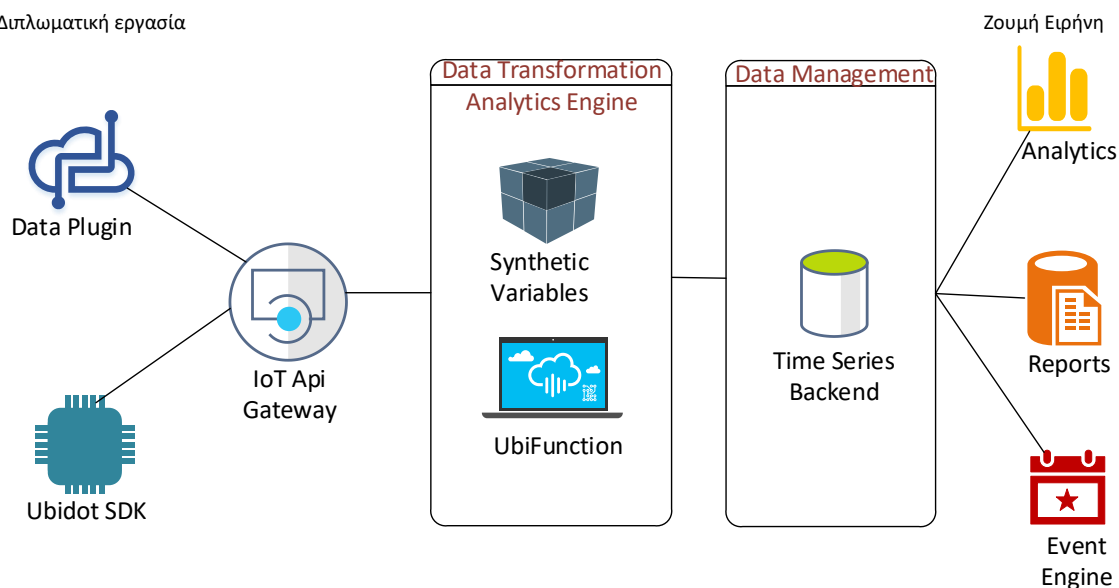 Διπλωματική εργασία
Ζουμή Ειρήνη
Data Transformation
Analytics Engine
Data Management
Analytics
Data Plugin
Synthetic
Variables
IoT Api
Gateway
Time Series
Backend
Reports
UbiFunction
Ubidot SDK
Event
Engine